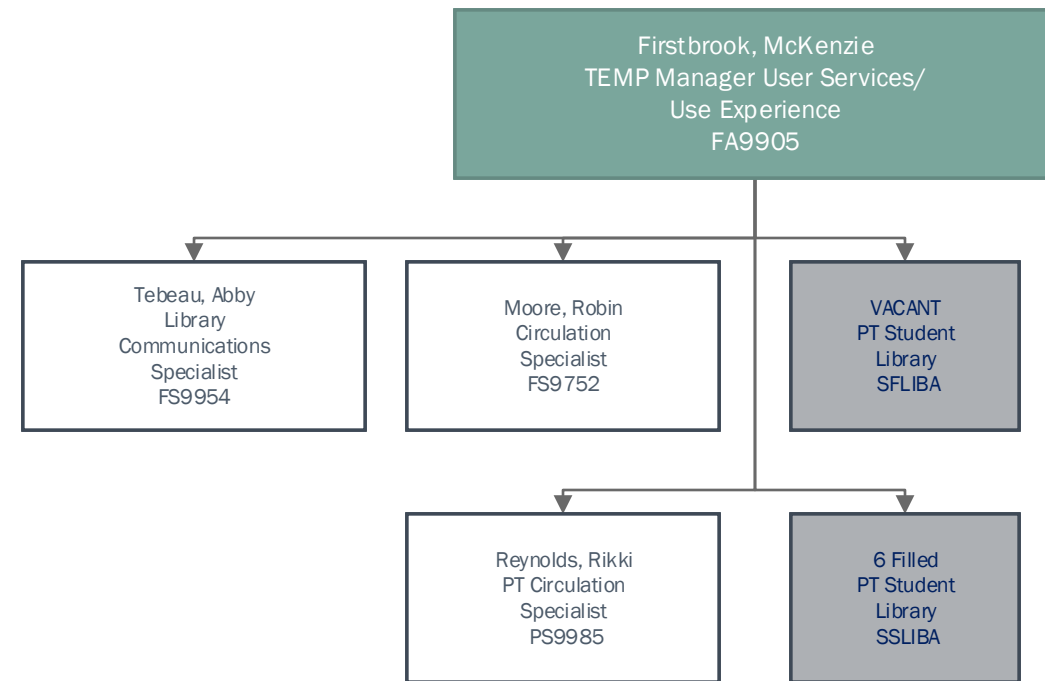 Firstbrook, McKenzie
TEMP Manager User Services/
Use Experience
FA9905
Tebeau, Abby
Library
Communications
Specialist
FS9954
Moore, Robin
Circulation
Specialist
FS9752
VACANT
PT Student
Library
SFLIBA
Reynolds, Rikki
PT Circulation
Specialist
PS9985
6 Filled
PT Student
Library
SSLIBA